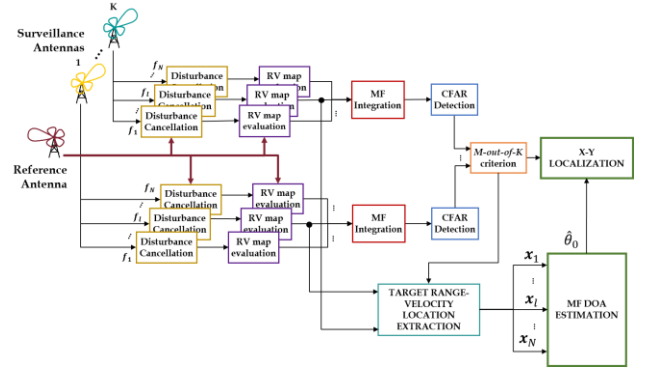 K
Surveillance
Antennas
1
Reference
Antenna
f_N
f_l
f_1
Disturbance
Cancellation
Disturbance
Cancellation
Disturbance
Cancellation
RV map
evaluation
RV map
evaluation
RV map
evaluation
MF
Integration
CFAR
Detection
M-out-of-K
criterion
X-Y
LOCALIZATION
f_N
f_l
f_1
Disturbance
Cancellation
Disturbance
Cancellation
Disturbance
Cancellation
RV map
evaluation
RV map
evaluation
RV map
evaluation
MF
Integration
CFAR
Detection
θ̂_0
TARGET RANGE-
VELOCITY
LOCATION
EXTRACTION
x_1
x_l
x_N
MF DOA
ESTIMATION